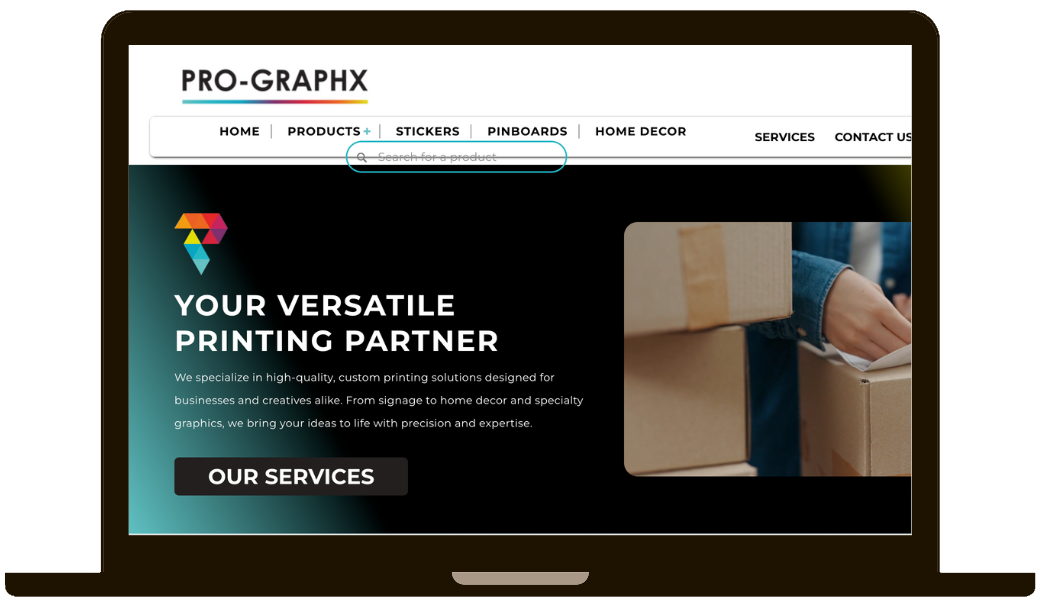 PRO-GRAPHX
HOME | PRODUCTS + | STICKERS | PINBOARDS | HOME DECOR
SERVICES CONTACT US
Search for a product
YOUR VERSATILE
PRINTING PARTNER
We specialize in high-quality, custom printing solutions designed for
businesses and creatives alike. From signage to home decor and specialty
graphics, we bring your ideas to life with precision and expertise.
OUR SERVICES